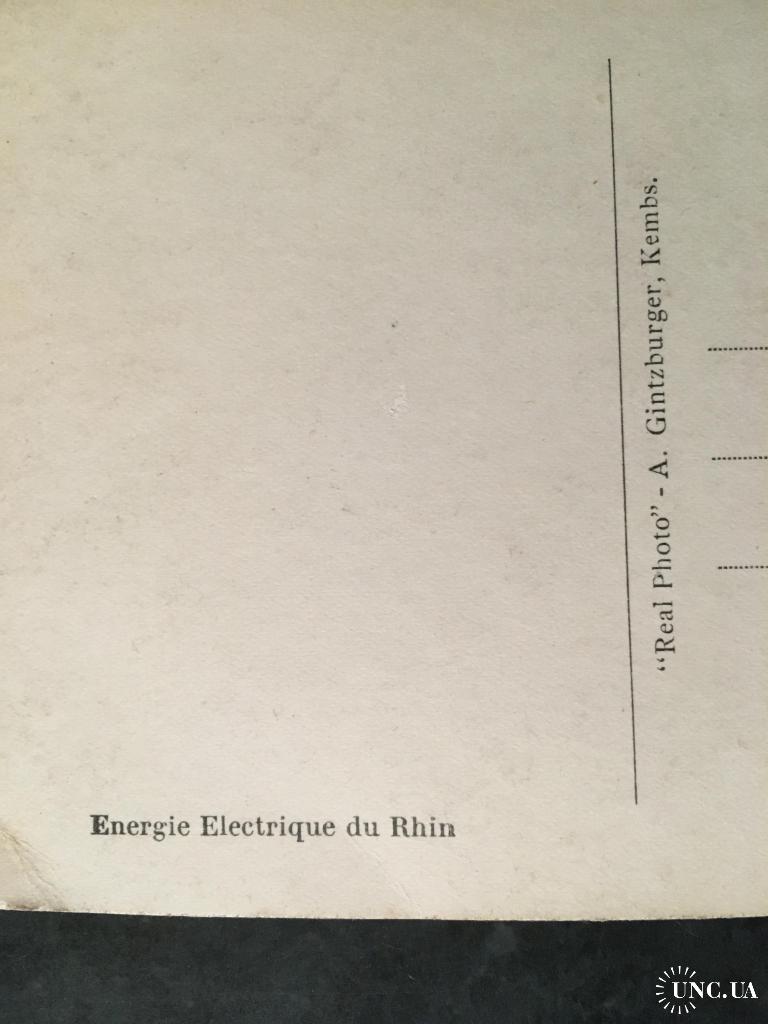 "Real Photo" - A. Gintzburger, Kembs.
Energie Electrique du Rhin
UNC.UA